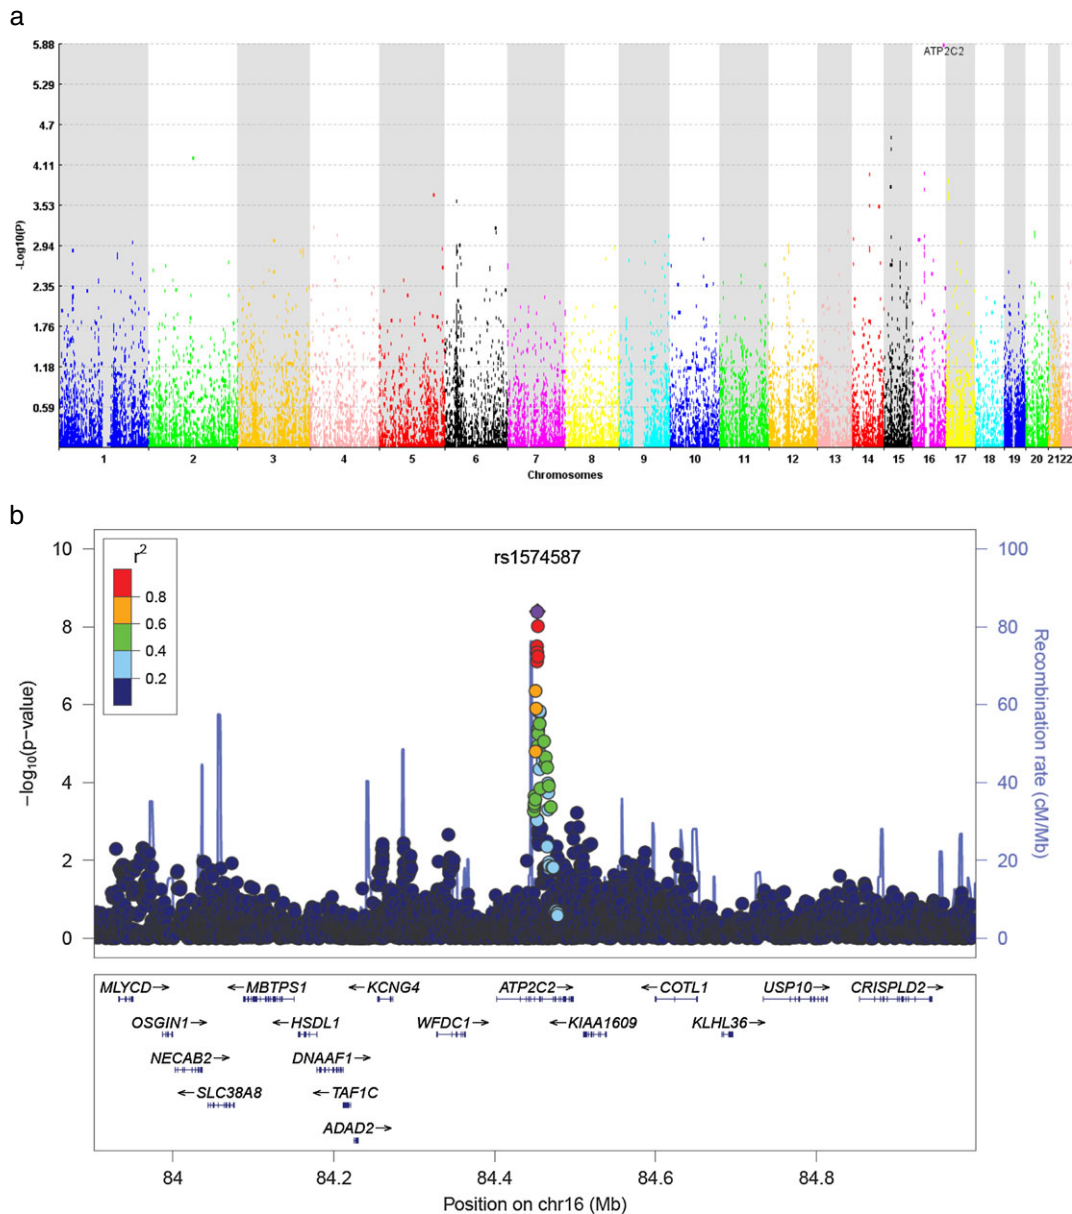 a
5.88
ATP2C2
5.29
4.7
4.11
3.53
2.94
2.35
1.76
1.18
0.59
-Log10(P)
1 2 3 4 5 6 7 8 9 10 11 12 13 14 15 16 17 18 19 20 21 22
Chromosomes
b
10 100
r²
rs1574587
0.8
0.6
0.4
0.2
8 80
6 60
4 40
2 20
0 0
−log₁₀(p−value)
Recombination rate (cM/Mb)
MLYCD→ ←MBTPS1 ←KCNG4 ATP2C2→ ←COTL1 USP10→ CRISPLD2→
OSGIN1→ ←HSDL1 WFDC1→ ←KIAA1609 KLHL36→
NECAB2→ DNAAF1→
←SLC38A8 ←TAF1C
ADAD2→
84 84.2 84.4 84.6 84.8
Position on chr16 (Mb)